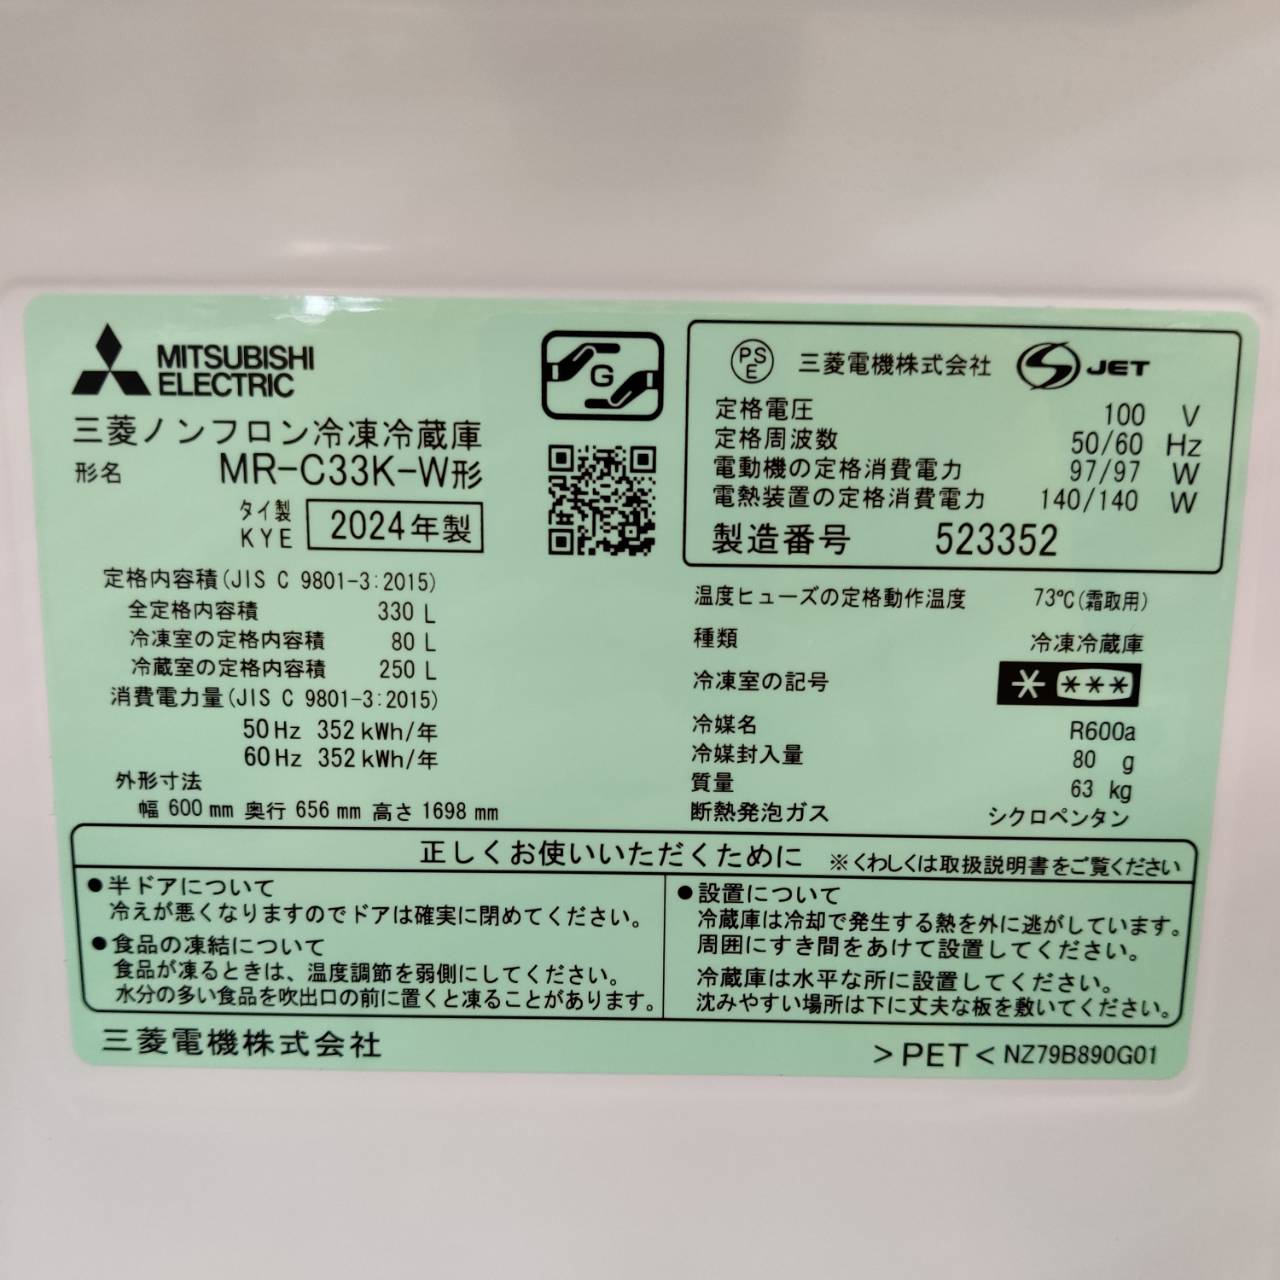 MITSUBISHI
ELECTRIC
三菱ノンフロン冷凍冷蔵庫
形名 MR-C33K-W形
タイ製
KYE 2024年製
定格内容積(JIS C 9801-3:2015)
全定格内容積 330 L
冷凍室の定格内容積 80 L
冷蔵室の定格内容積 250 L
消費電力量(JIS C 9801-3:2015)
50Hz 352kWh/年
60Hz 352kWh/年
外形寸法
幅 600mm 奥行 656mm 高さ 1698mm
G
PSE 三菱電機株式会社 S JET
定格電圧 100 V
定格周波数 50/60 Hz
電動機の定格消費電力 97/97 W
電熱装置の定格消費電力 140/140 W
製造番号 523352
温度ヒューズの定格動作温度 73℃(霜取用)
種類 冷凍冷蔵庫
冷凍室の記号 * ***
冷媒名 R600a
冷媒封入量 80 g
質量 63 kg
断熱発泡ガス シクロペンタン
正しくお使いいただくために ※くわしくは取扱説明書をご覧ください
●半ドアについて
冷えが悪くなりますのでドアは確実に閉めてください。
●食品の凍結について
食品が凍るときは、温度調節を弱側にしてください。
水分の多い食品を吹出口の前に置くと凍ることがあります。
●設置について
冷蔵庫は冷却で発生する熱を外に逃がしています。
周囲にすき間をあけて設置してください。
冷蔵庫は水平な所に設置してください。
沈みやすい場所は下に丈夫な板を敷いてください。
三菱電機株式会社
>PET< NZ79B890G01